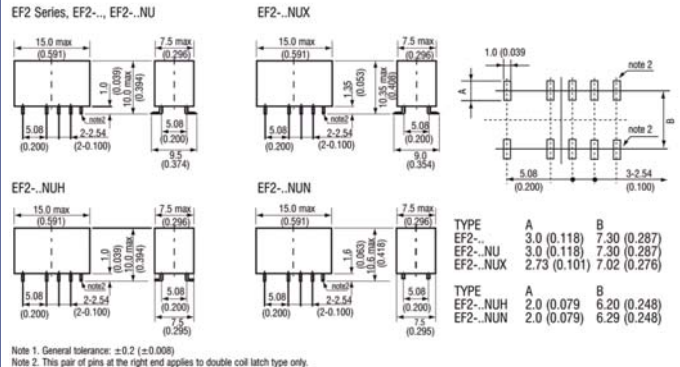 EF2 Series, EF2-.., EF2-..NU
15.0 max
(0.591)
7.5 max
(0.296)
1.0
(0.039)
10.0 max
(0.394)
note2
5.08
(0.200)
2-2.54
(2-0.100)
5.08
(0.200)
9.5
(0.374)
EF2-..NUX
15.0 max
(0.591)
7.5 max
(0.296)
1.35
(0.053)
10.35 max
(0.408)
note2
5.08
(0.200)
2-2.54
(2-0.100)
5.08
(0.200)
9.0
(0.354)
1.0 (0.039
note 2
A
B
note 2
5.08
(0.200)
3-2.54
(0.100)
EF2-..NUH
15.0 max
(0.591)
7.5 max
(0.296)
1.0
(0.039)
10.0 max
(0.394)
note2
5.08
(0.200)
2-2.54
(2-0.100)
5.08
(0.200)
7.5
(0.295)
EF2-..NUN
15.0 max
(0.591)
7.5 max
(0.296)
1.6
(0.063)
10.6 max
(0.418)
note2
5.08
(0.200)
2-2.54
(2-0.100)
5.08
(0.200)
7.5
(0.295)
TYPE A B
EF2-.. 3.0 (0.118) 7.30 (0.287)
EF2-..NU 3.0 (0.118) 7.30 (0.287)
EF2-..NUX 2.73 (0.101) 7.02 (0.276)
TYPE A B
EF2-..NUH 2.0 (0.079 6.20 (0.248)
EF2-..NUN 2.0 (0.079) 6.29 (0.248)
Note 1. General tolerance: ±0.2 (±0.008)
Note 2. This pair of pins at the right end applies to double coil latch type only.